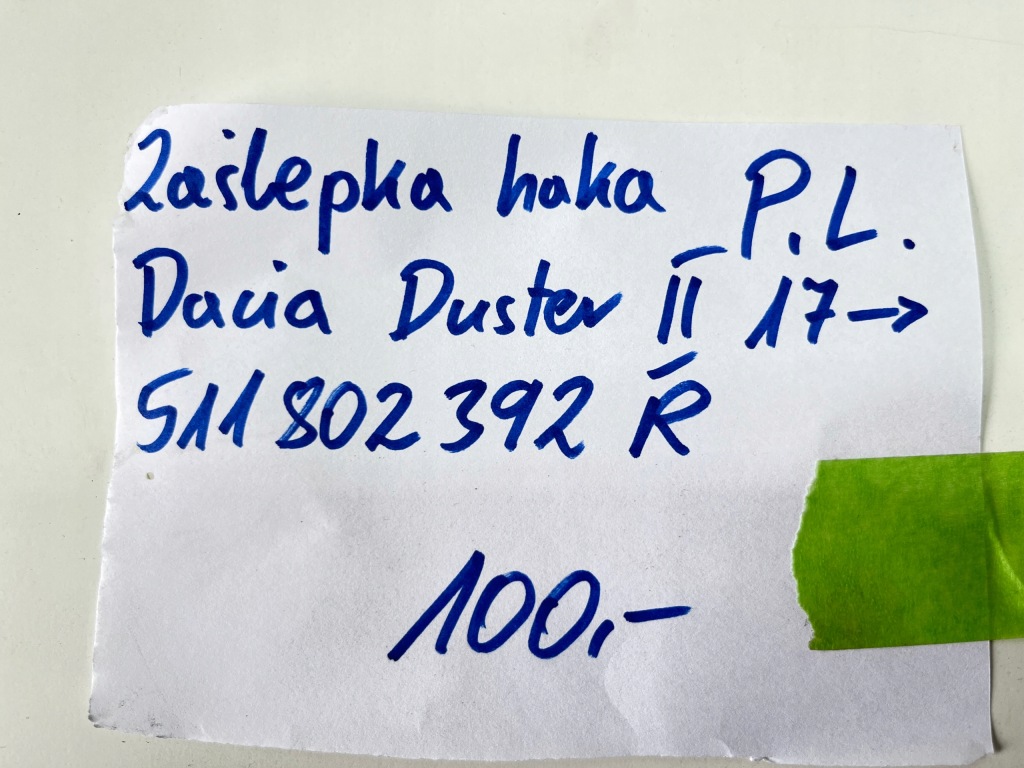 Zaślepka haka P.L.
Dacia Duster II 17→
511 802 392 R
100,-